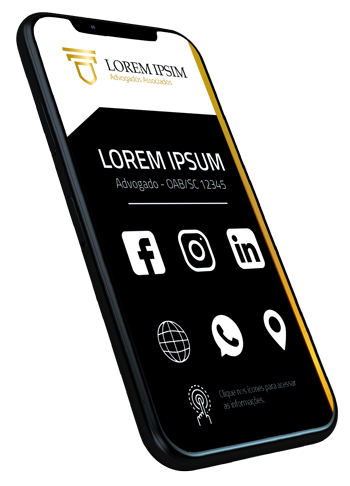 LOREM IPSIM
Advogados Associados
LOREM IPSUM
Advogado - OAB/SC 12345
Clique nos ícones para acessar
as informações.